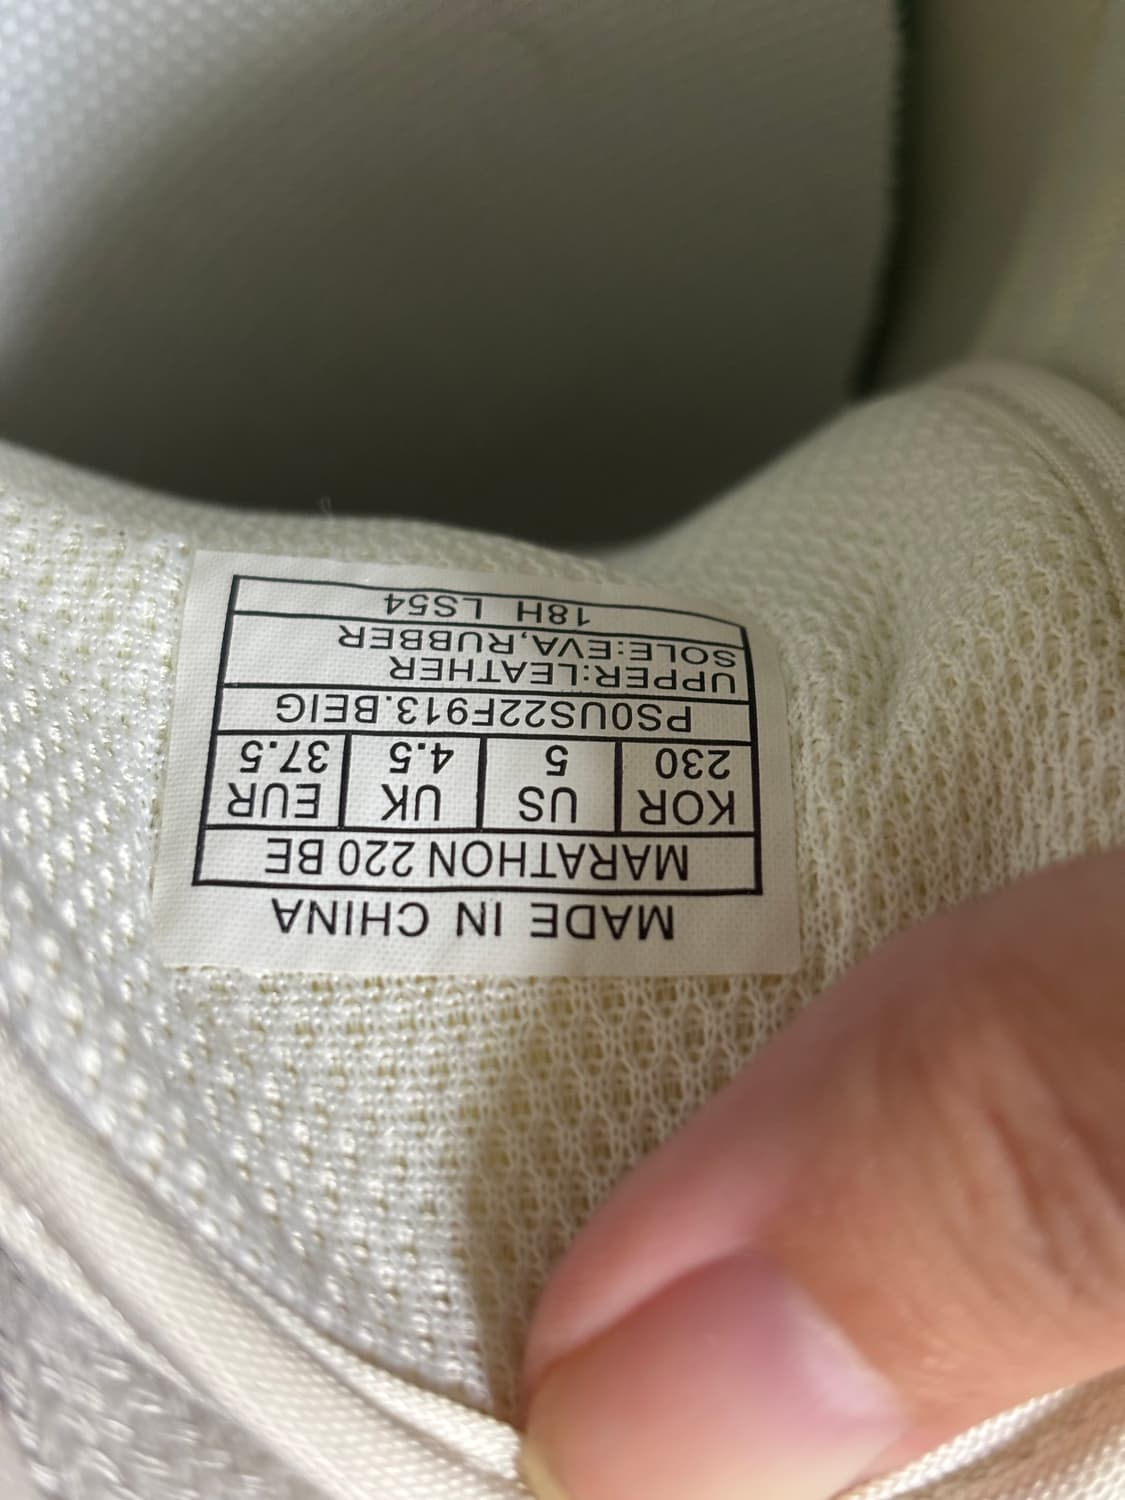 MADE IN CHINA
MARATHON 220 BE
KOR US UK EUR
230 5 4.5 37.5
PS0US22F913.BEIG
UPPER:LEATHER
SOLE:EVA,RUBBER
18H LS54